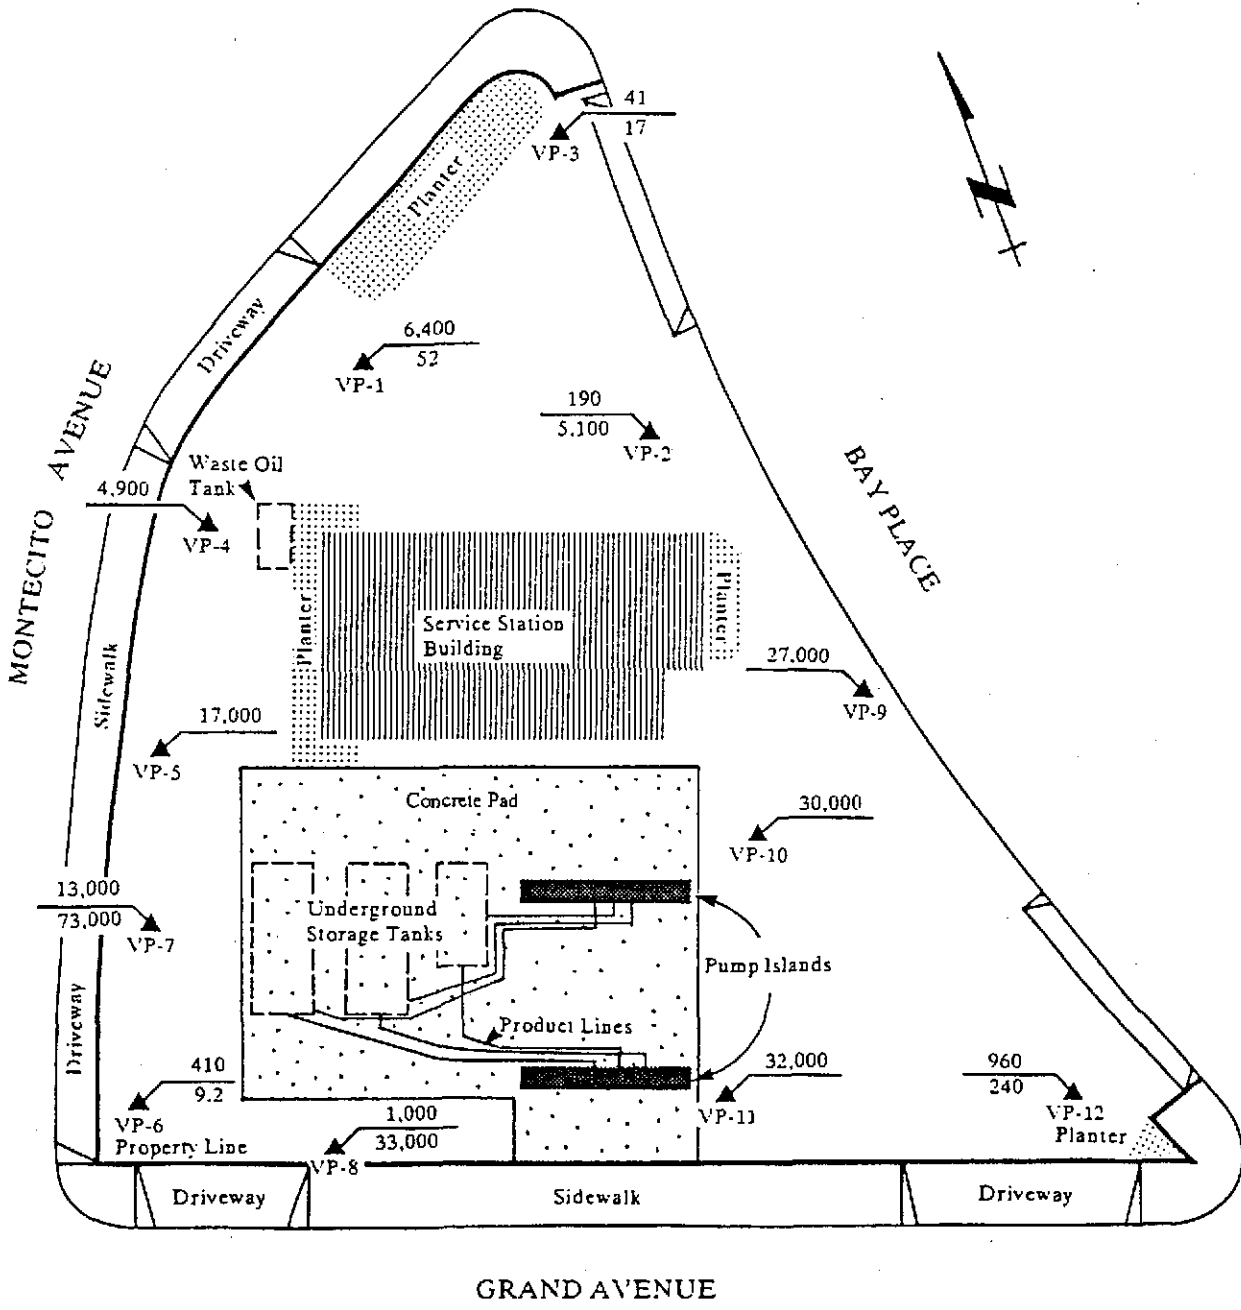 41
17
VP-3
Planter
Driveway
6,400
52
VP-1
190
5,100
VP-2
MONTECITO AVENUE
BAY PLACE
Waste Oil
Tank
4,900
VP-4
Planter
Service Station
Building
Planter
27,000
VP-9
Sidewalk
17,000
VP-5
Concrete Pad
30,000
VP-10
13,000
73,000
VP-7
Underground
Storage Tanks
Pump Islands
Product Lines
Driveway
410
9.2
VP-6
Property Line
1,000
33,000
VP-8
32,000
VP-11
960
240
VP-12
Planter
Driveway
Sidewalk
Driveway
GRAND AVENUE